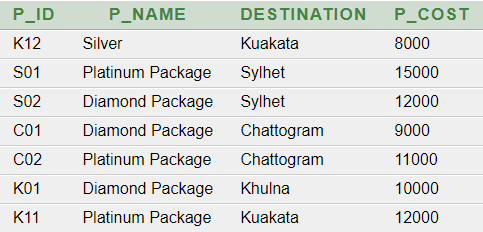 P_ID P_NAME DESTINATION P_COST
K12 Silver Kuakata 8000
S01 Platinum Package Sylhet 15000
S02 Diamond Package Sylhet 12000
C01 Diamond Package Chattogram 9000
C02 Platinum Package Chattogram 11000
K01 Diamond Package Khulna 10000
K11 Platinum Package Kuakata 12000